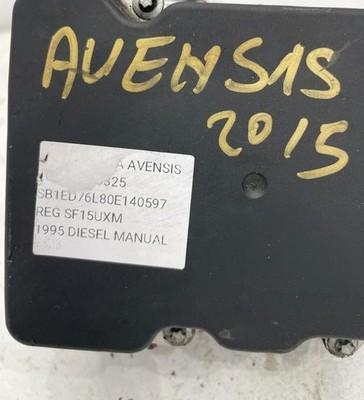 AVENSIS
2015
A AVENSIS
325
SB1ED76L80E140597
REG SF15UXM
1995 DIESEL MANUAL